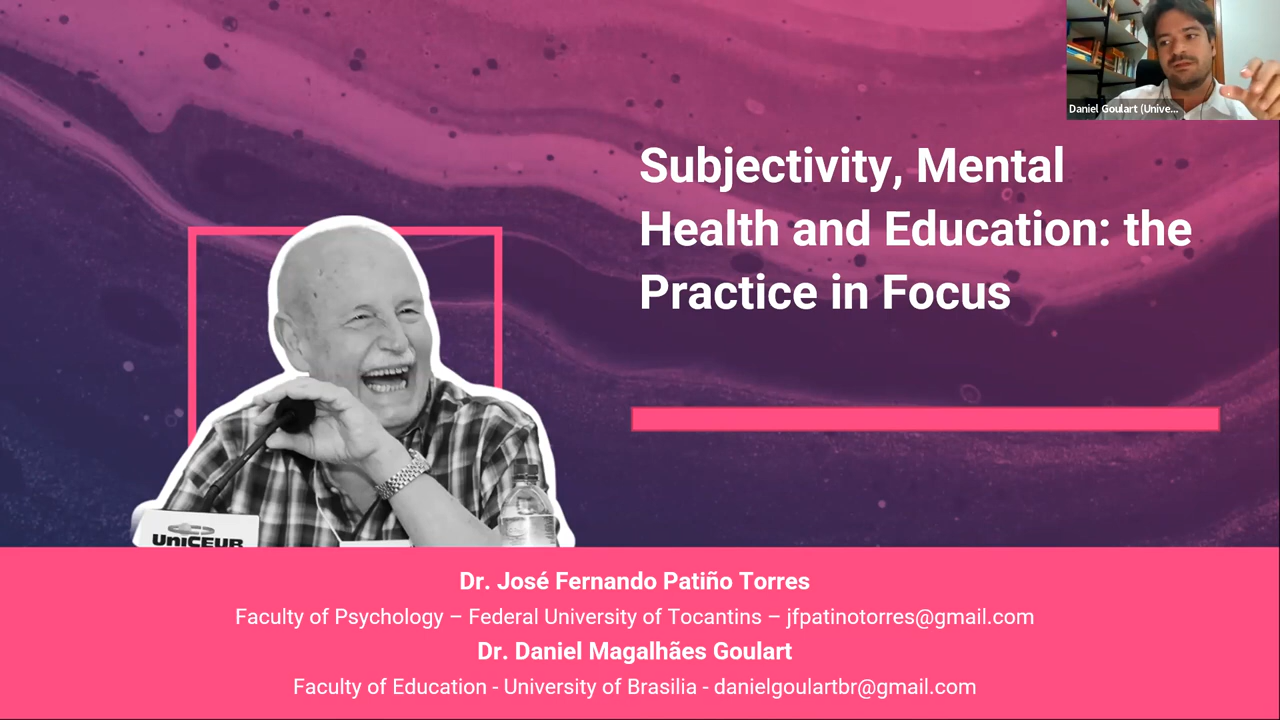 Daniel Goulart (Unive...
Subjectivity, Mental
Health and Education: the
Practice in Focus
UniCEUB
Dr. José Fernando Patiño Torres
Faculty of Psychology – Federal University of Tocantins – jfpatinotorres@gmail.com
Dr. Daniel Magalhães Goulart
Faculty of Education - University of Brasilia - danielgoulartbr@gmail.com